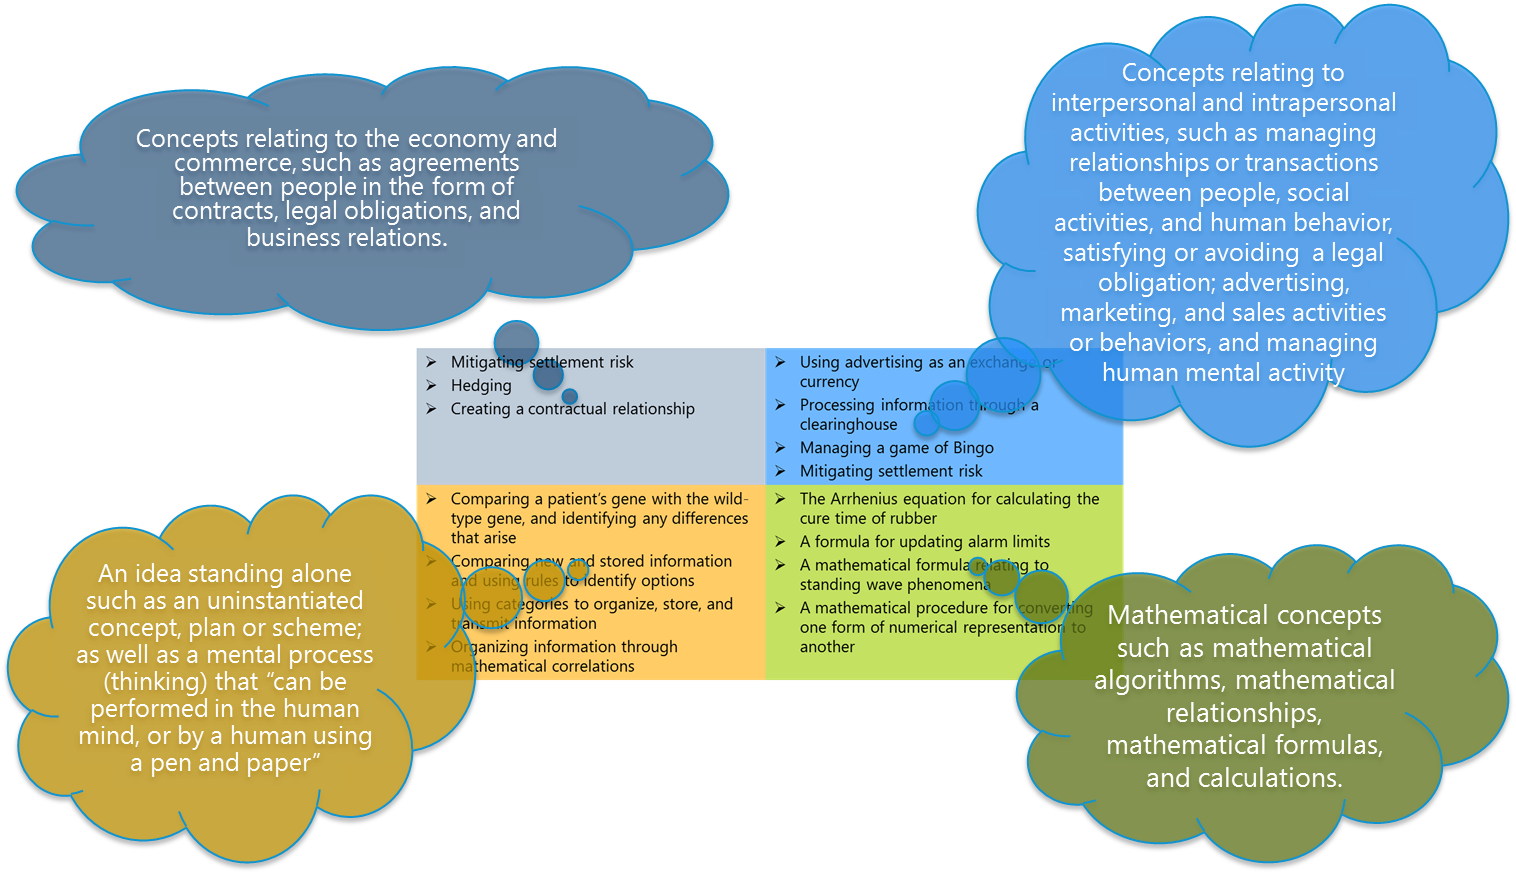 Concepts relating to the economy and
commerce, such as agreements
between people in the form of
contracts, legal obligations, and
business relations.
Concepts relating to
interpersonal and intrapersonal
activities, such as managing
relationships or transactions
between people, social
activities, and human behavior,
satisfying or avoiding a legal
obligation; advertising,
marketing, and sales activities
or behaviors, and managing
human mental activity
➢ Mitigating settlement risk
➢ Hedging
➢ Creating a contractual relationship
➢ Using advertising as an exchange or
currency
➢ Processing information through a
clearinghouse
➢ Managing a game of Bingo
➢ Mitigating settlement risk
➢ Comparing a patient's gene with the wild-
type gene, and identifying any differences
that arise
➢ Comparing new and stored information
and using rules to identify options
➢ Using categories to organize, store, and
transmit information
➢ Organizing information through
mathematical correlations
➢ The Arrhenius equation for calculating the
cure time of rubber
➢ A formula for updating alarm limits
➢ A mathematical formula relating to
standing wave phenomena
➢ A mathematical procedure for converting
one form of numerical representation to
another
An idea standing alone
such as an uninstantiated
concept, plan or scheme;
as well as a mental process
(thinking) that “can be
performed in the human
mind, or by a human using
a pen and paper”
Mathematical concepts
such as mathematical
algorithms, mathematical
relationships,
mathematical formulas,
and calculations.